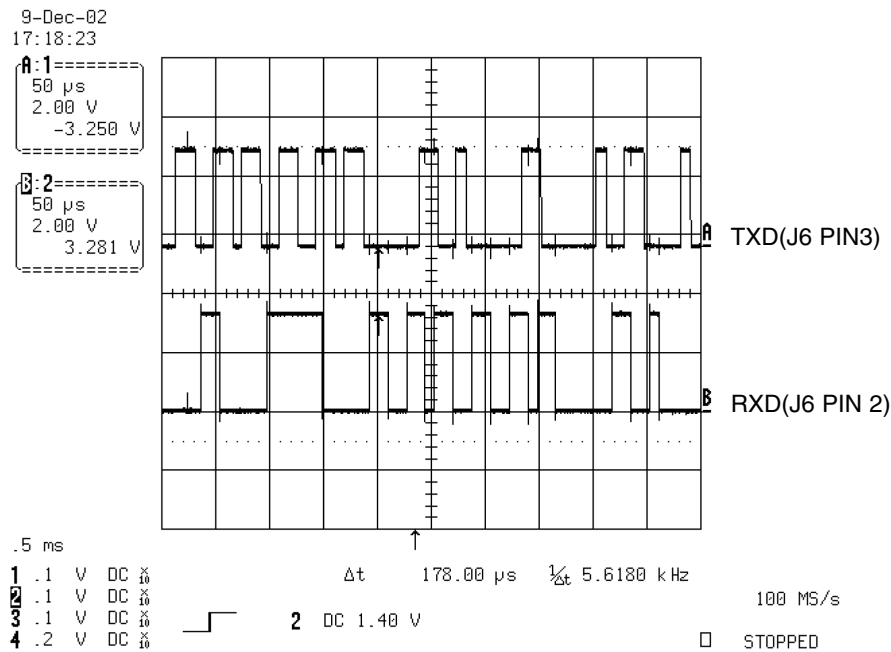 9-Dec-02
17:18:23
A:1========
50 µs
2.00 V
-3.250 V
=========
B:2========
50 µs
2.00 V
3.281 V
=========
A
TXD(J6 PIN3)
B
RXD(J6 PIN 2)
.5 ms
1 .1 V DC x10
2 .1 V DC x10
3 .1 V DC x10
4 .2 V DC x10
Δt 178.00 µs 1/Δt 5.6180 kHz
2 DC 1.40 V
100 MS/s
STOPPED